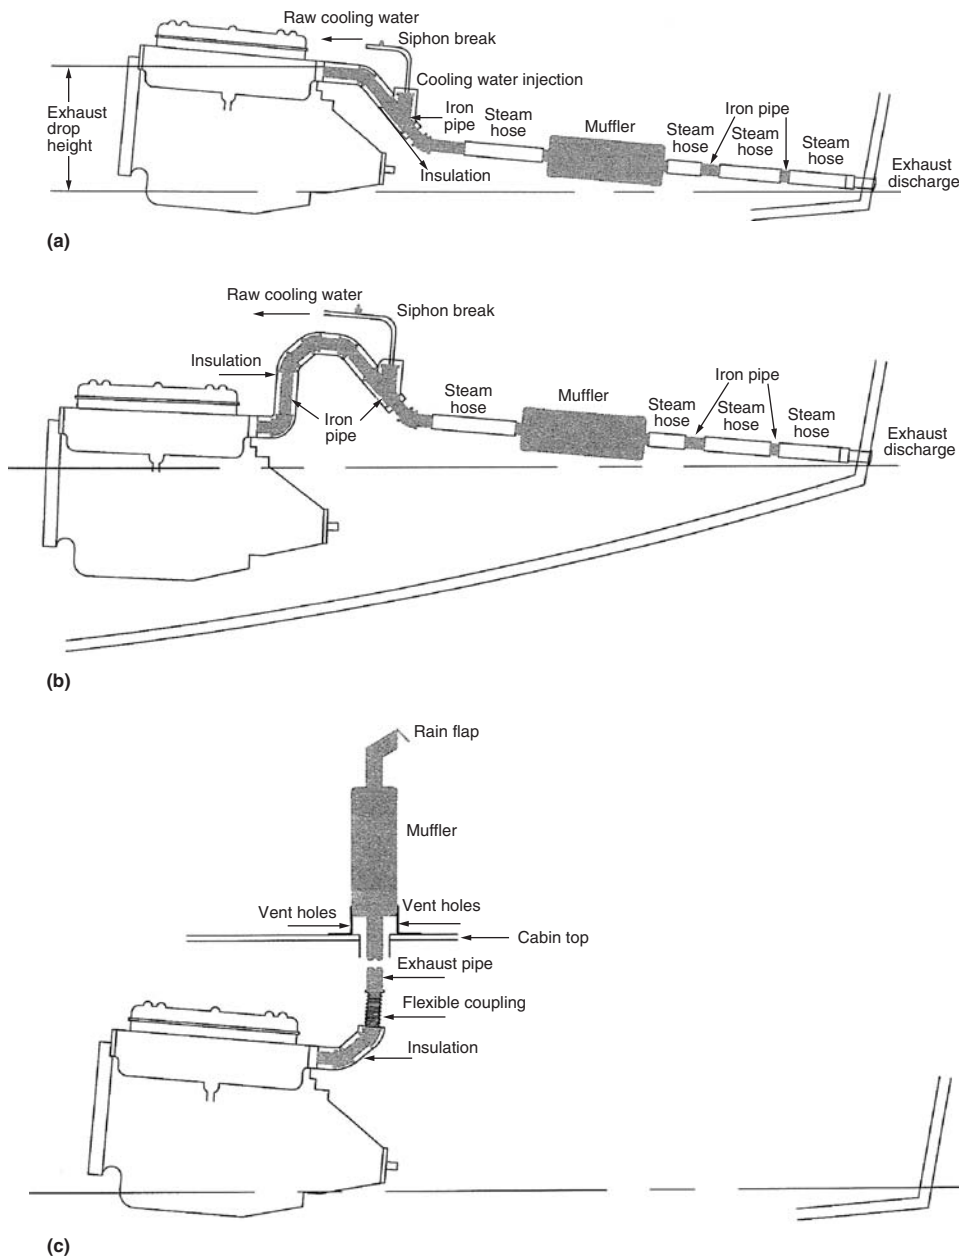 Raw cooling water
Siphon break
Cooling water injection
Exhaust
drop
height
Iron
pipe
Steam
hose
Muffler
Iron pipe
Steam
hose
Steam
hose
Steam
hose
Exhaust
discharge
Insulation
(a)
Raw cooling water
Siphon break
Insulation
Iron
pipe
Steam
hose
Muffler
Iron pipe
Steam
hose
Steam
hose
Steam
hose
Exhaust
discharge
(b)
Rain flap
Muffler
Vent holes
Vent holes
Cabin top
Exhaust pipe
Flexible coupling
Insulation
(c)